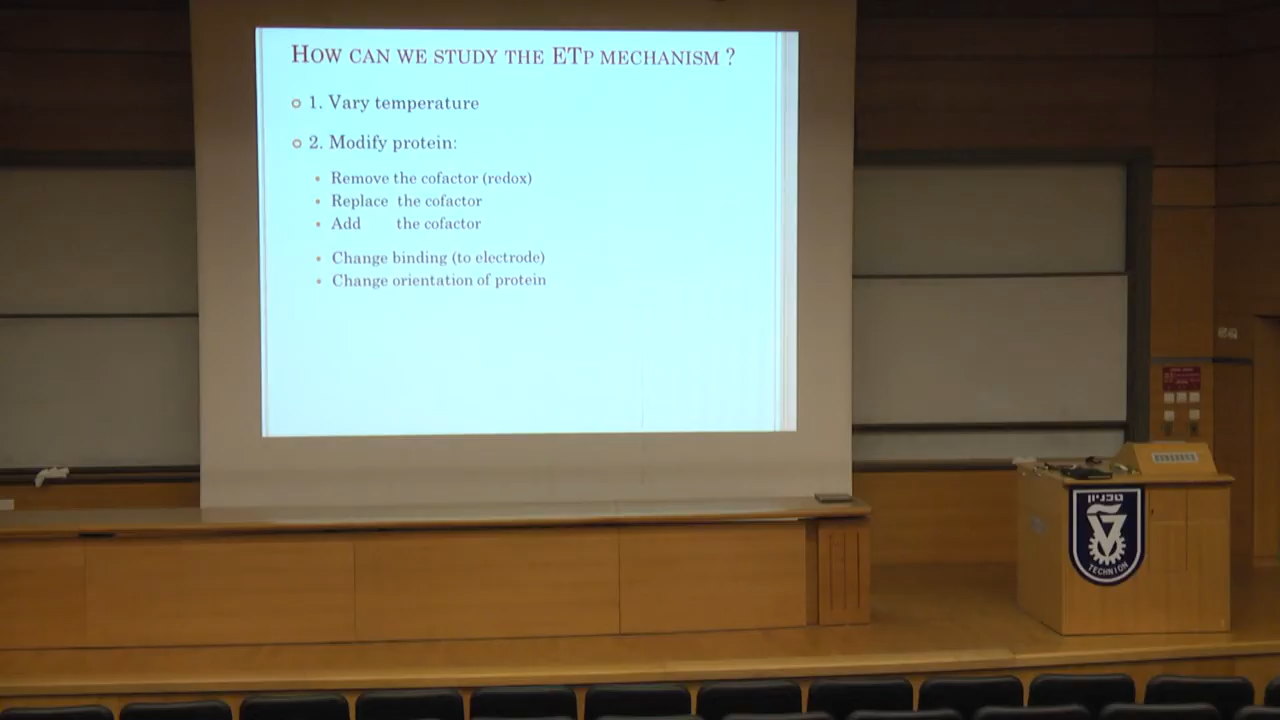 HOW CAN WE STUDY THE ETP MECHANISM ?
1. Vary temperature
2. Modify protein:
Remove the cofactor (redox)
Replace the cofactor
Add the cofactor
Change binding (to electrode)
Change orientation of protein
טכניון
TECHNION